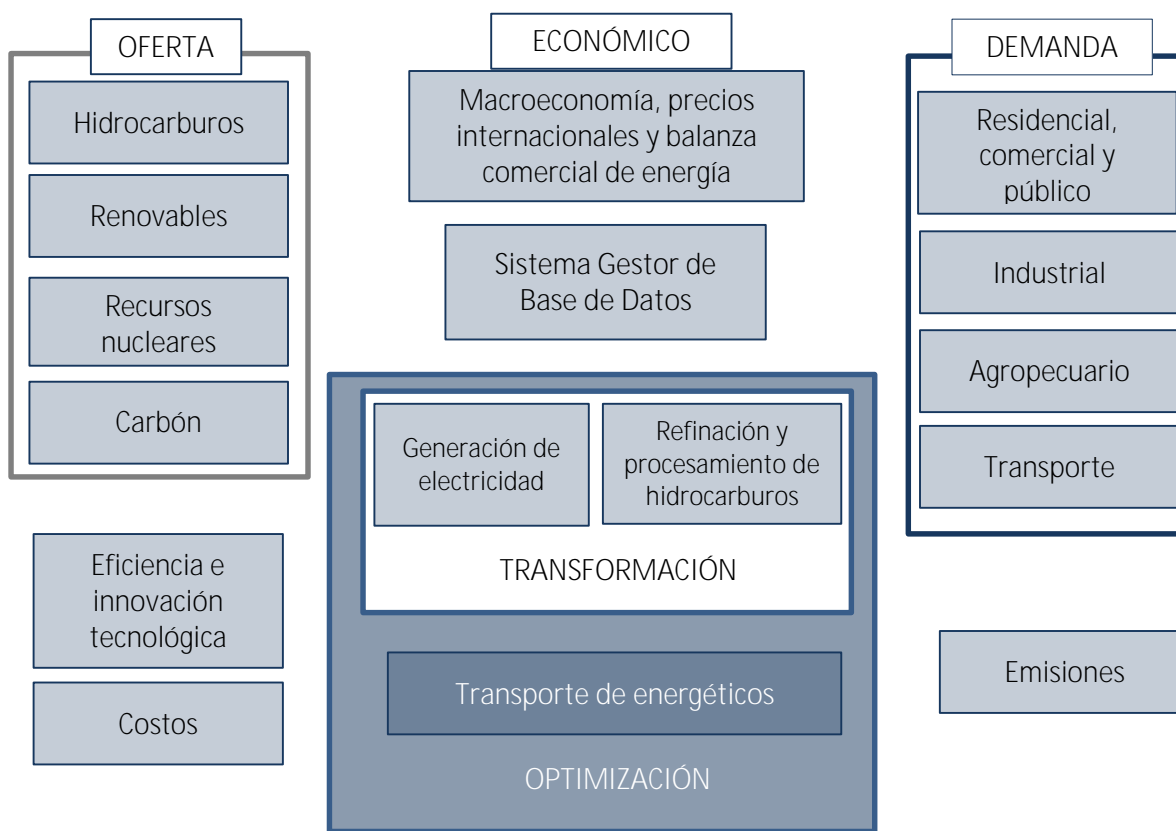 OFERTA
Hidrocarburos
Renovables
Recursos
nucleares
Carbón
Eficiencia e
innovación
tecnológica
Costos
ECONÓMICO
Macroeconomía, precios
internacionales y balanza
comercial de energía
Sistema Gestor de
Base de Datos
Generación de
electricidad
Refinación y
procesamiento de
hidrocarburos
TRANSFORMACIÓN
Transporte de energéticos
OPTIMIZACIÓN
DEMANDA
Residencial,
comercial y
público
Industrial
Agropecuario
Transporte
Emisiones